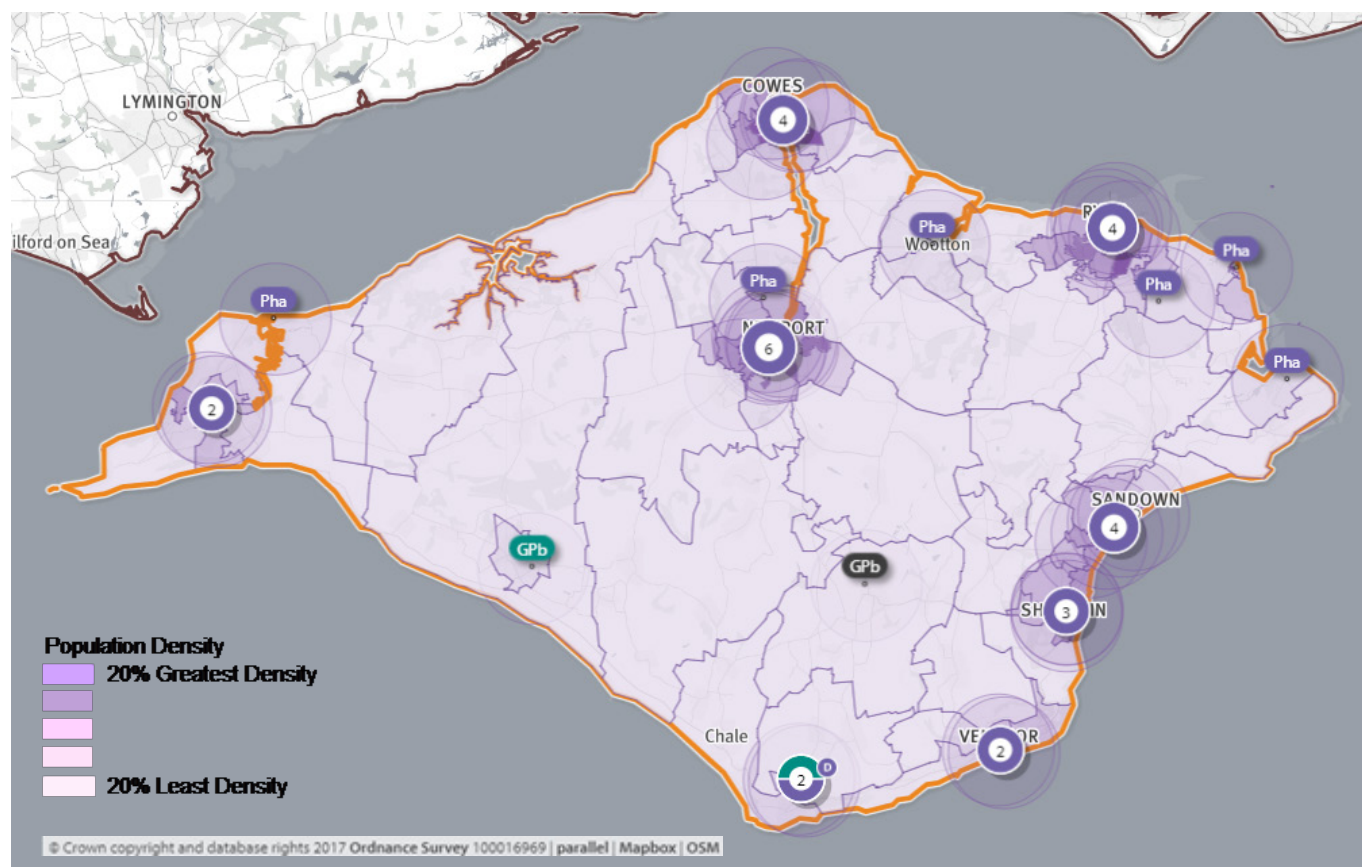 COWES
LYMINGTON
4
Pha
Wootton
4
Pha
ilford on Sea
Pha
Pha
Pha
6
Pha
2
SANDOWN
4
GPb
GPb
3
Population Density
20% Greatest Density
Chale
2
D
2
20% Least Density
© Crown copyright and database rights 2017 Ordnance Survey 100016969 | parallel | Mapbox | OSM